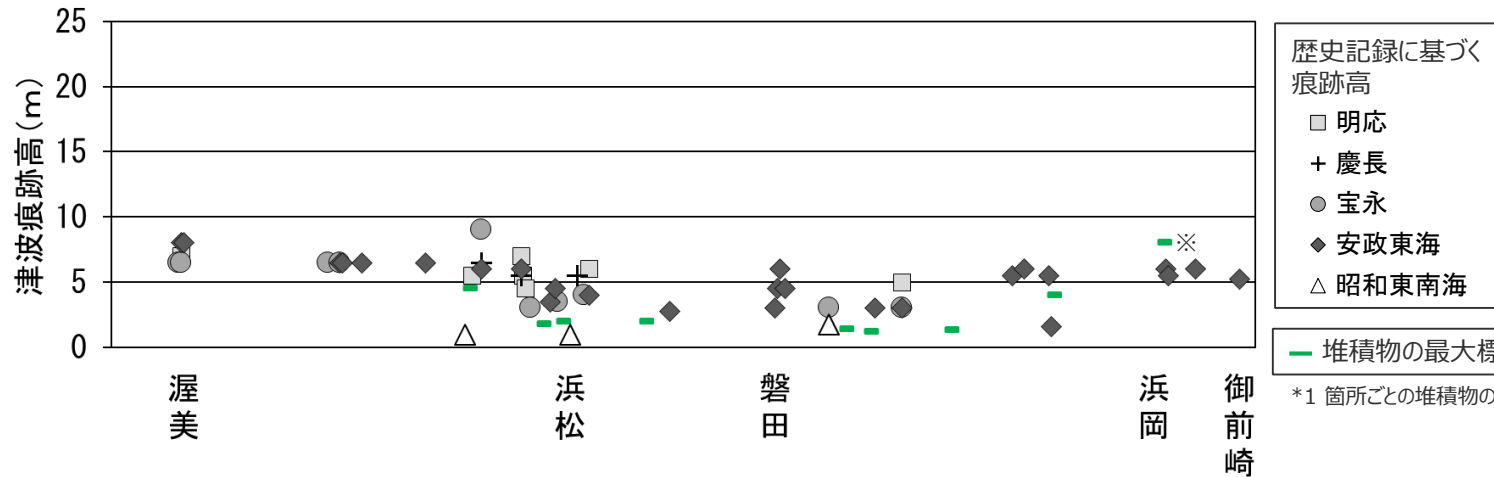 津波痕跡高(m)
25
20
15
10
5
0
渥美
浜松
磐田
浜岡
御前崎
※
歴史記録に基づく
痕跡高
明応
慶長
宝永
安政東海
昭和東南海
堆積物の最大標
*1 箇所ごとの堆積物の